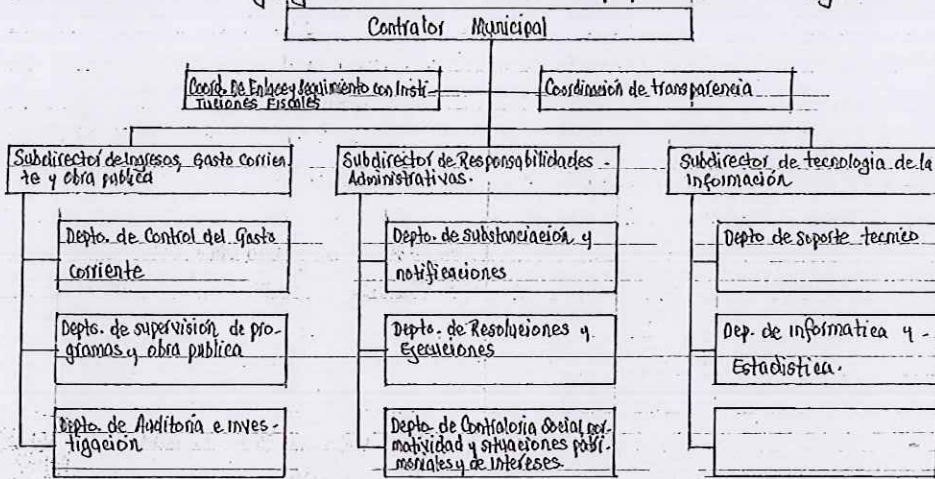 Contralor Municipal
Coord. De Enlace y seguimiento con Insti-
tuciones Fiscales
Coordinación de transparencia
Subdirector de Ingresos, Gasto Corrien
te y obra publica
Subdirector de Responsabilidades -
Administrativas.
Subdirector de tecnologia de la
información
Depto. de Control del Gasto
corriente
Depto. de substanciación y
notificaciones
Depto de soporte tecnico
Depto. de supervisión de pro-
gramas y obra publica
Depto. de Resoluciones y
Ejecuciones
Dep. de informatica y -
Estadistica.
Depto. de Auditoría e inves-
tigación
Depto. de Contraloria Social nor-
matividad y situaciones patri-
moniales y de intereses.